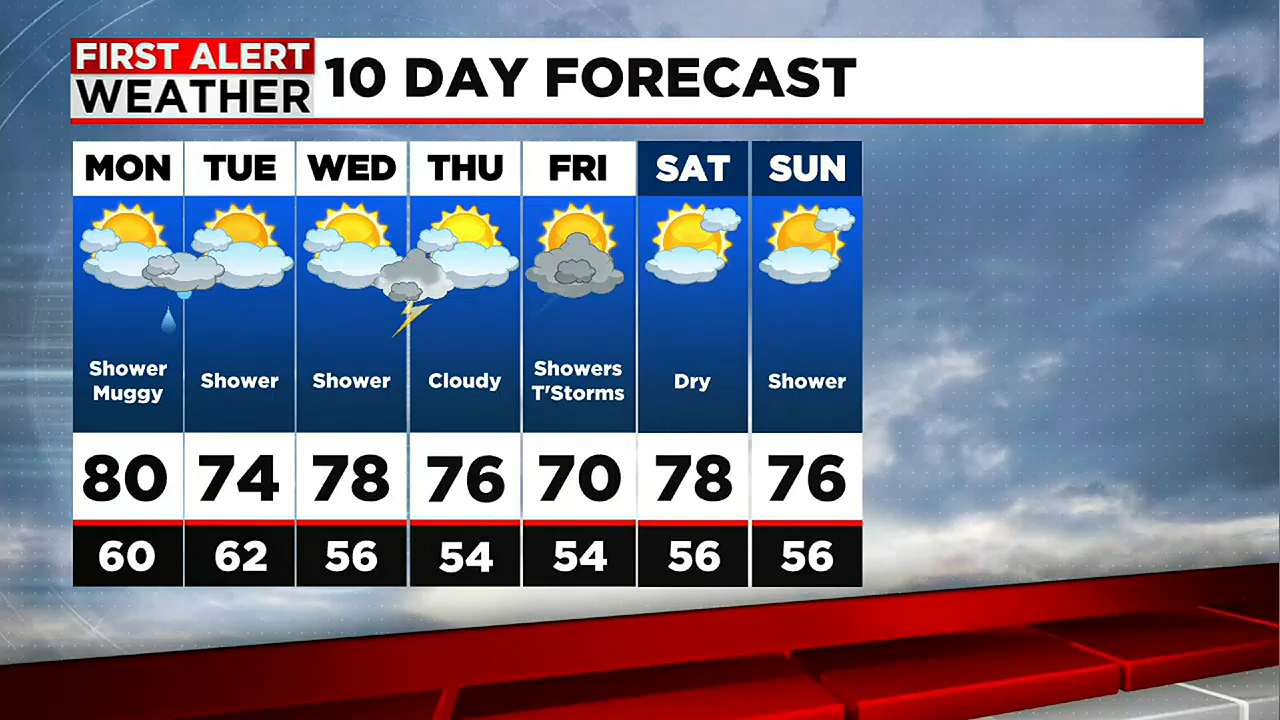 FIRST ALERT
WEATHER
10 DAY FORECAST
MON TUE WED THU FRI SAT SUN
Shower
Muggy
Shower
Shower
Cloudy
Showers
T'Storms
Dry
Shower
80 74 78 76 70 78 76
60 62 56 54 54 56 56